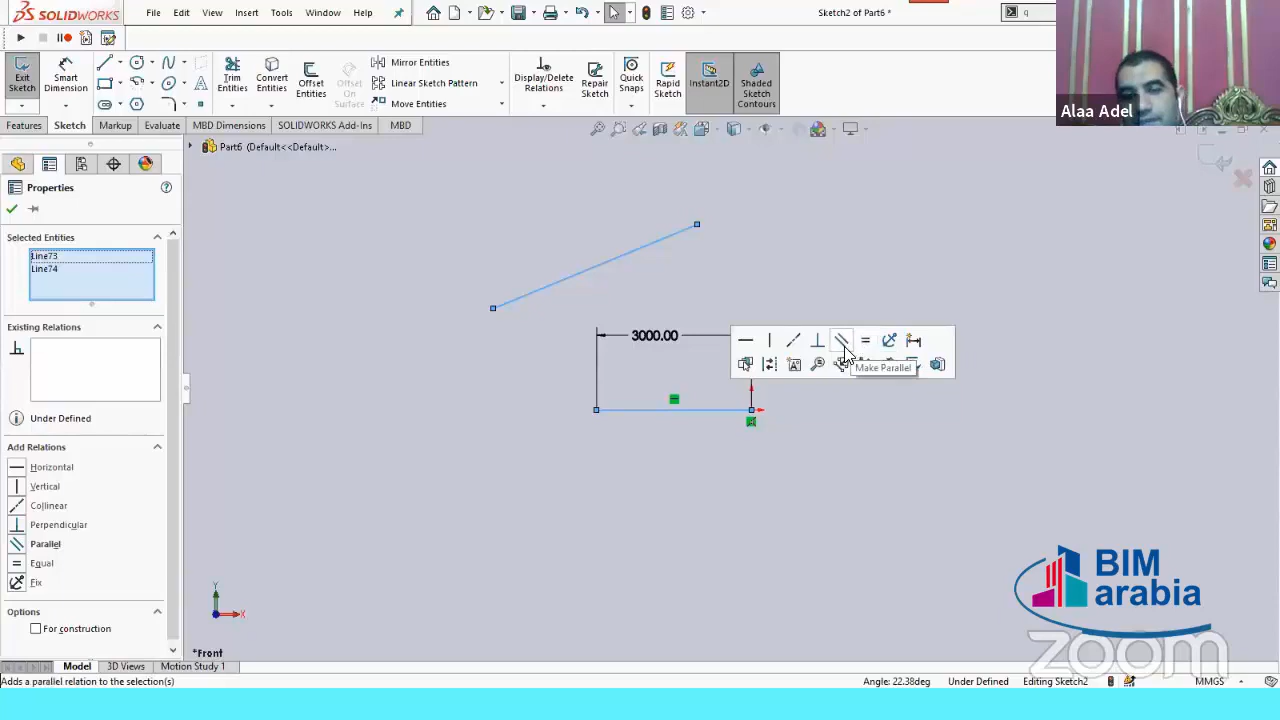 SOLIDWORKS
File Edit View Insert Tools Window Help
Sketch2 of Part6 *
q
Exit Sketch
Smart Dimension
Trim Entities
Convert Entities
Offset Entities
Offset On Surface
Mirror Entities
Linear Sketch Pattern
Move Entities
Display/Delete Relations
Repair Sketch
Quick Snaps
Rapid Sketch
Instant2D
Shaded Sketch Contours
Alaa Adel
Features Sketch Markup Evaluate MBD Dimensions SOLIDWORKS Add-Ins MBD
Part6 (Default<<Default>...
Properties
Selected Entities
Line73
Line74
Existing Relations
Under Defined
Add Relations
Horizontal
Vertical
Collinear
Perpendicular
Parallel
Equal
Fix
Options
For construction
3000.00
Make Parallel
Y
X
*Front
BIM
arabia
zoom
Model 3D Views Motion Study 1
Adds a parallel relation to the selection(s)
Angle: 22.38deg Under Defined Editing Sketch2 MMGS